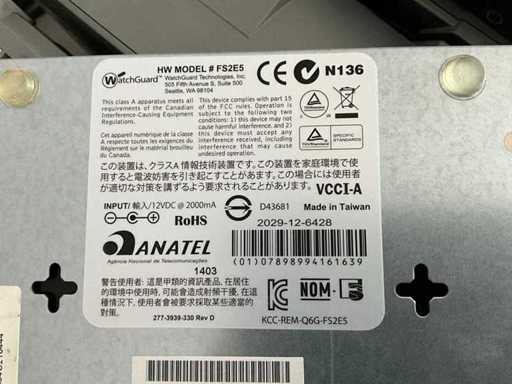 WatchGuard
HW MODEL # FS2E5
WatchGuard Technologies, Inc.
505 Fifth Avenue S, Suite 500
Seattle, WA 98104
N136
This class A apparatus meets all
requirements of the Canadian
Interference-Causing Equipment
Regulations.
Cet appareil numérique de la classe
A respecte toutes les exigences du
Règlement sur le matériel brouilleur
du Canada.
This device complies with part 15
of the FCC rules. Operation is
subject to the following two
conditions: 1) this device may not
cause harmful interference, and 2)
this device must accept
interference received, including
interference that may cause
undesired operation.
この装置は、クラスA 情報技術装置です。この装置を家庭環境で使
用すると電波妨害を引き起こすことがあります。この場合には使用者
が適切な対策を講ずるよう要求されることがあります。
VCCI-A
INPUT/ 輸入/12VDC @ 2000mA
RoHS
D43681
Made in Taiwan
2029-12-6428
ANATEL
Agência Nacional de Telecomunicações
1403
(01)07898994161639
警告使用者: 這是甲類的資訊產品, 在居住
的環境中使用時, 可能會造成射頻干擾, 在這
種情況下, 使用者會被要求採取某些適當的
對策。
277-3939-330 Rev D
NOM
KCC-REM-Q6G-FS2E5